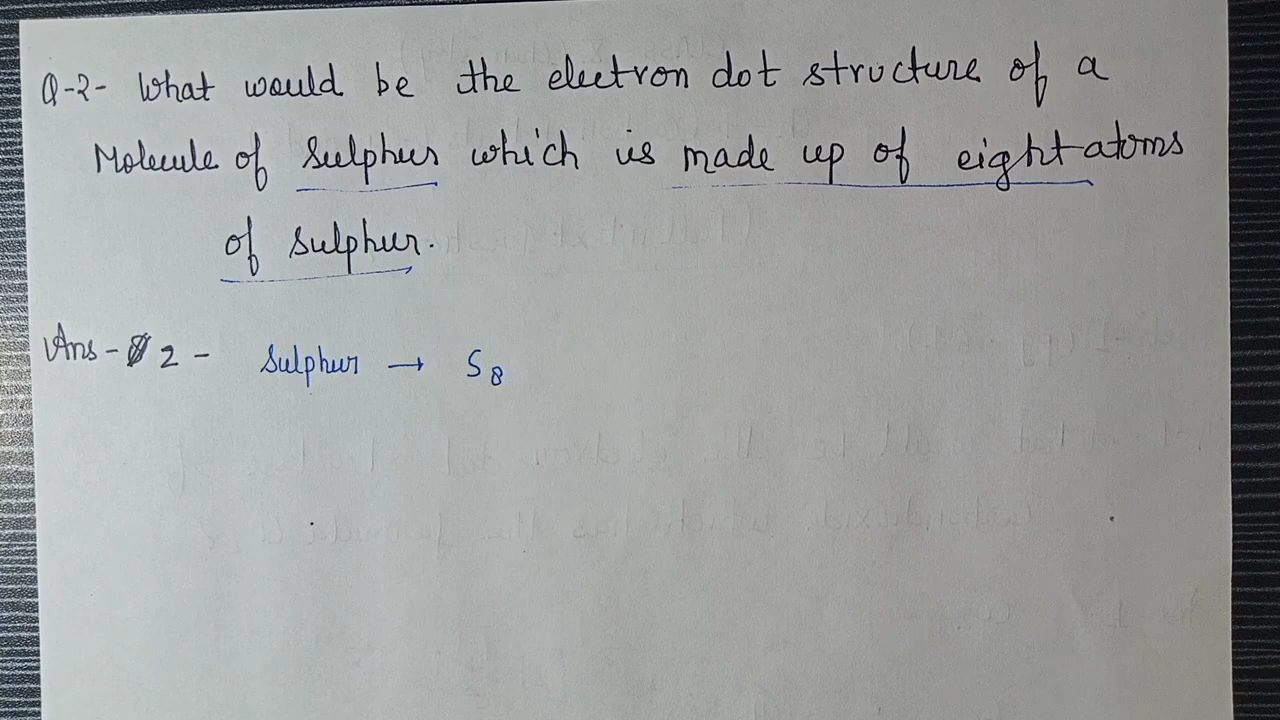 Q-2- What would be the electron dot structure of a
Molecule of Sulphur which is made up of eight atoms
of Sulphur.
Ans - 2 - Sulphur → S8